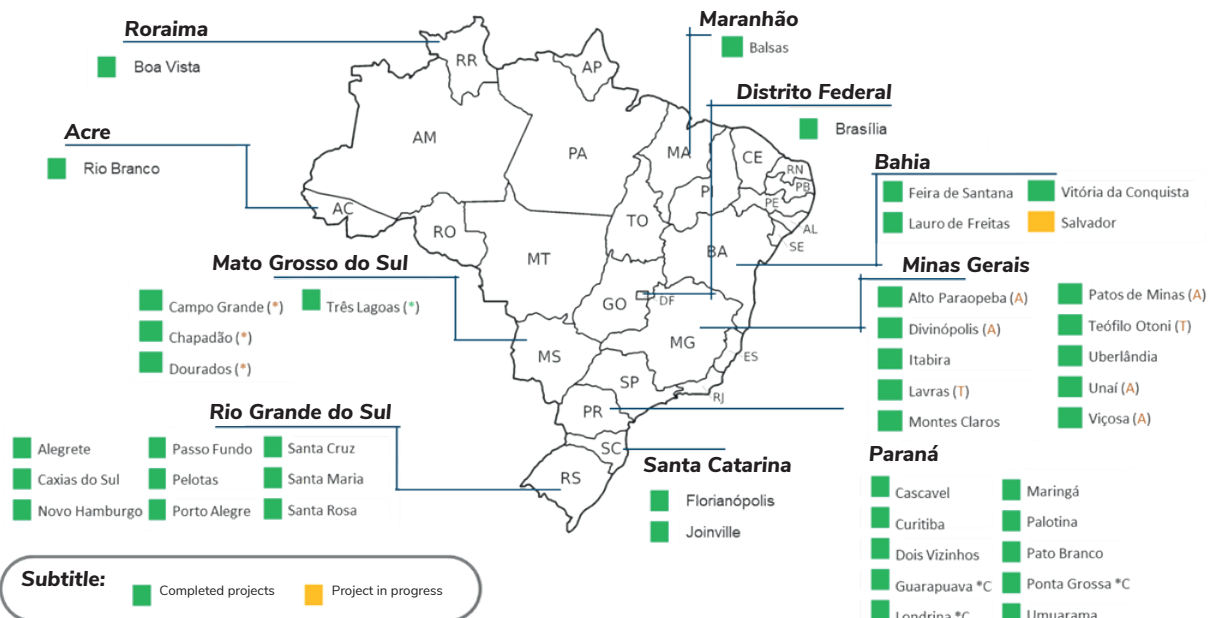 Roraima
Boa Vista
Acre
Rio Branco
Maranhão
Balsas
Distrito Federal
Brasília
Bahia
Feira de Santana
Vitória da Conquista
Lauro de Freitas
Salvador
Mato Grosso do Sul
Campo Grande (*)
Três Lagoas (*)
Chapadão (*)
Dourados (*)
Minas Gerais
Alto Paraopeba (A)
Patos de Minas (A)
Divinópolis (A)
Teófilo Otoni (T)
Itabira
Uberlândia
Lavras (T)
Unaí (A)
Montes Claros
Viçosa (A)
RR
AP
AM
PA
MA
CE
RN
PB
PI
PE
AC
TO
AL
RO
SE
BA
MT
GO
DF
MG
MS
ES
SP
RJ
PR
SC
RS
Rio Grande do Sul
Alegrete
Passo Fundo
Santa Cruz
Caxias do Sul
Pelotas
Santa Maria
Novo Hamburgo
Porto Alegre
Santa Rosa
Santa Catarina
Florianópolis
Joinville
Paraná
Cascavel
Maringá
Curitiba
Palotina
Dois Vizinhos
Pato Branco
Guarapuava *C
Ponta Grossa *C
Londrina *C
Umuarama
Subtitle:
Completed projects
Project in progress